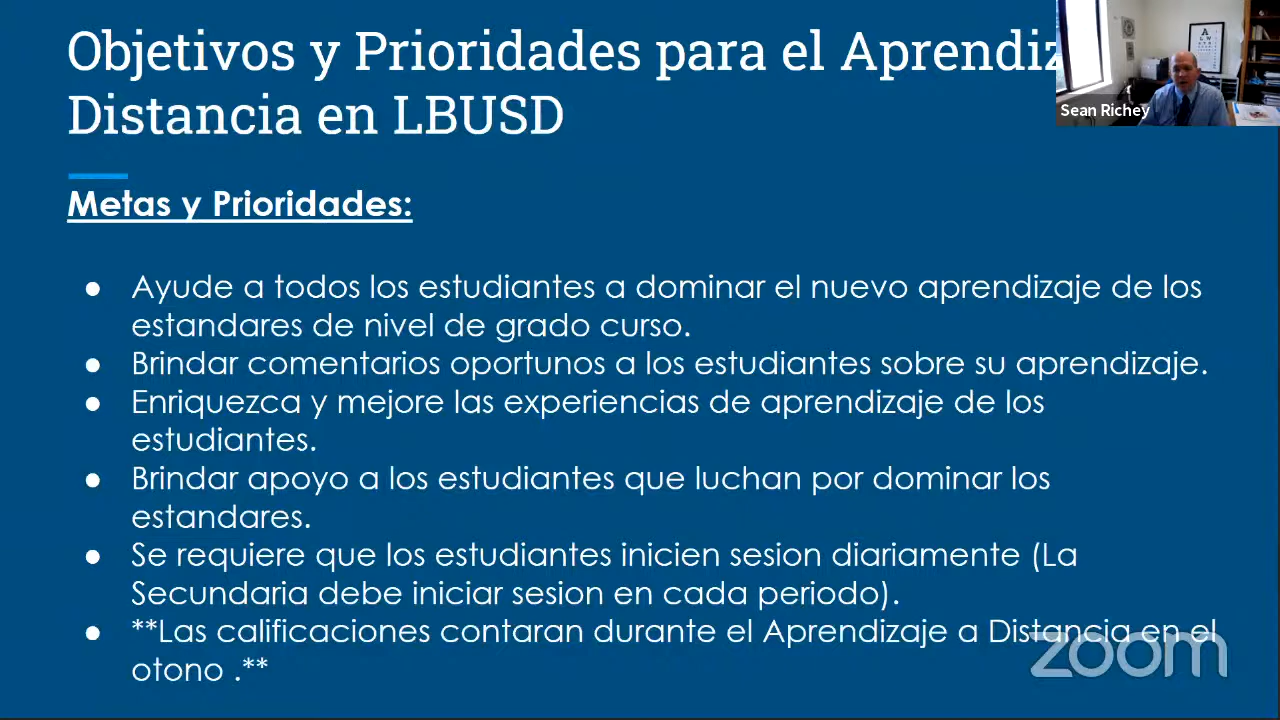 Objetivos y Prioridades para el Aprendiz
Distancia en LBUSD
Sean Richey
Metas y Prioridades:
● Ayude a todos los estudiantes a dominar el nuevo aprendizaje de los
estandares de nivel de grado curso.
● Brindar comentarios oportunos a los estudiantes sobre su aprendizaje.
● Enriquezca y mejore las experiencias de aprendizaje de los
estudiantes.
● Brindar apoyo a los estudiantes que luchan por dominar los
estandares.
● Se requiere que los estudiantes inicien sesion diariamente (La
Secundaria debe iniciar sesion en cada periodo).
● **Las calificaciones contaran durante el Aprendizaje a Distancia en el
otono .**
zoom